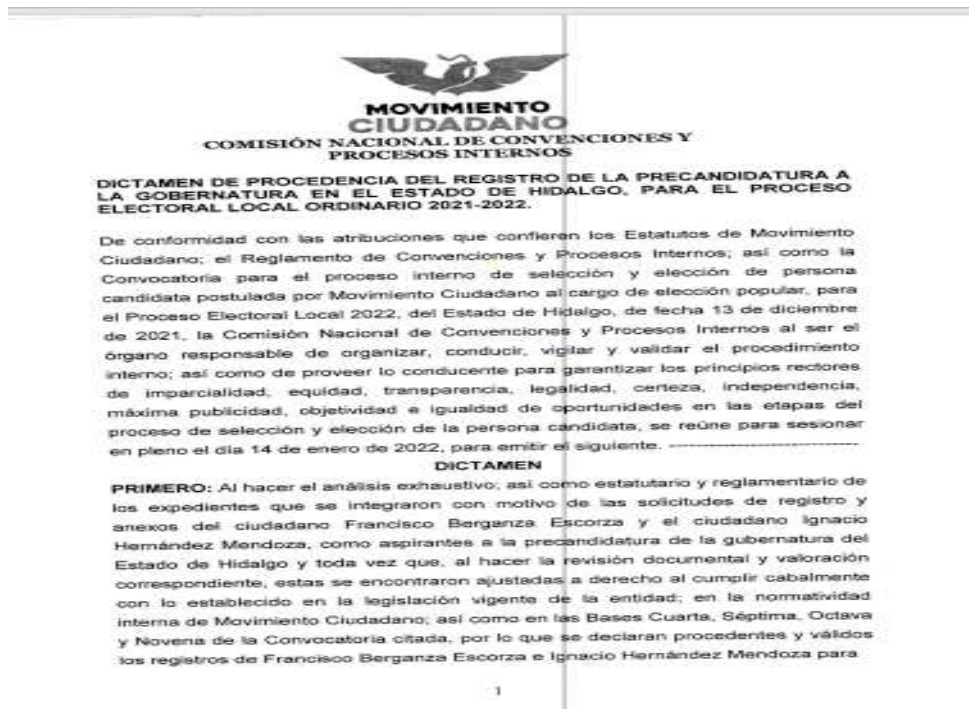 MOVIMIENTO
CIUDADANO
COMISIÓN NACIONAL DE CONVENCIONES Y
PROCESOS INTERNOS
DICTAMEN DE PROCEDENCIA DEL REGISTRO DE LA PRECANDIDATURA A
LA GOBERNATURA EN EL ESTADO DE HIDALGO, PARA EL PROCESO
ELECTORAL LOCAL ORDINARIO 2021-2022.
De conformidad con las atribuciones que confieren los Estatutos de Movimiento
Ciudadano; el Reglamento de Convenciones y Procesos Internos; así como la
Convocatoria para el proceso interno de selección y elección de persona
candidata postulada por Movimiento Ciudadano al cargo de elección popular, para
el Proceso Electoral Local 2022, del Estado de Hidalgo, de fecha 13 de diciembre
de 2021, la Comisión Nacional de Convenciones y Procesos Internos al ser el
órgano responsable de organizar, conducir, vigilar y validar el procedimiento
interno; así como de proveer lo conducente para garantizar los principios rectores
de imparcialidad, equidad, transparencia, legalidad, certeza, independencia,
máxima publicidad, objetividad e igualdad de oportunidades en las etapas del
proceso de selección y elección de la persona candidata, se reúne para sesionar
en pleno el día 14 de enero de 2022, para emitir el siguiente. ------------------------
DICTAMEN
PRIMERO: Al hacer el análisis exhaustivo; así como estatutario y reglamentario de
los expedientes que se integraron con motivo de las solicitudes de registro y
anexos del ciudadano Francisco Berganza Escorza y el ciudadano Ignacio
Hernández Mendoza, como aspirantes a la precandidatura de la gubernatura del
Estado de Hidalgo y toda vez que, al hacer la revisión documental y valoración
correspondiente, estas se encontraron ajustadas a derecho al cumplir cabalmente
con lo establecido en la legislación vigente de la entidad; en la normatividad
interna de Movimiento Ciudadano; así como en las Bases Cuarta, Séptima, Octava
y Novena de la Convocatoria citada, por lo que se declaran procedentes y válidos
los registros de Francisco Berganza Escorza e Ignacio Hernández Mendoza para
1